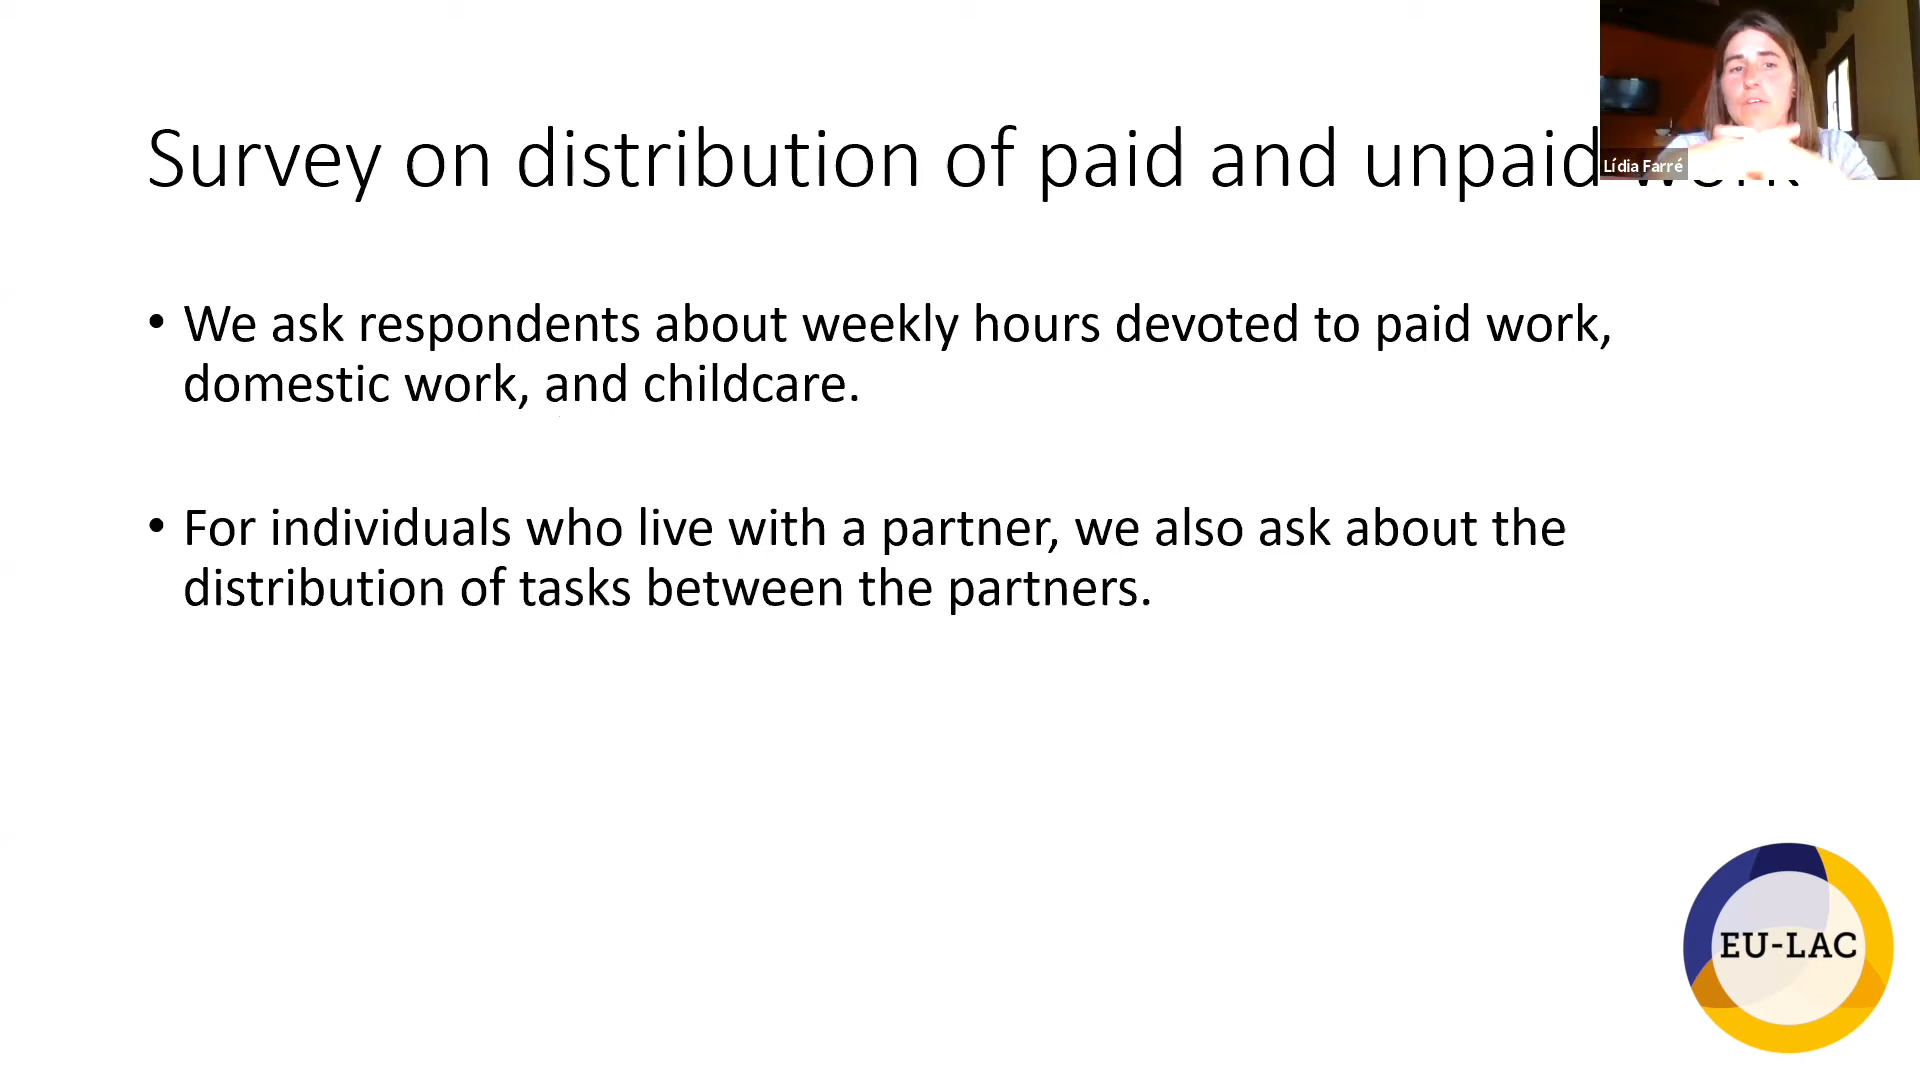 Survey on distribution of paid and unpaid
Lídia Farré
• We ask respondents about weekly hours devoted to paid work,
domestic work, and childcare.
• For individuals who live with a partner, we also ask about the
distribution of tasks between the partners.
EU-LAC